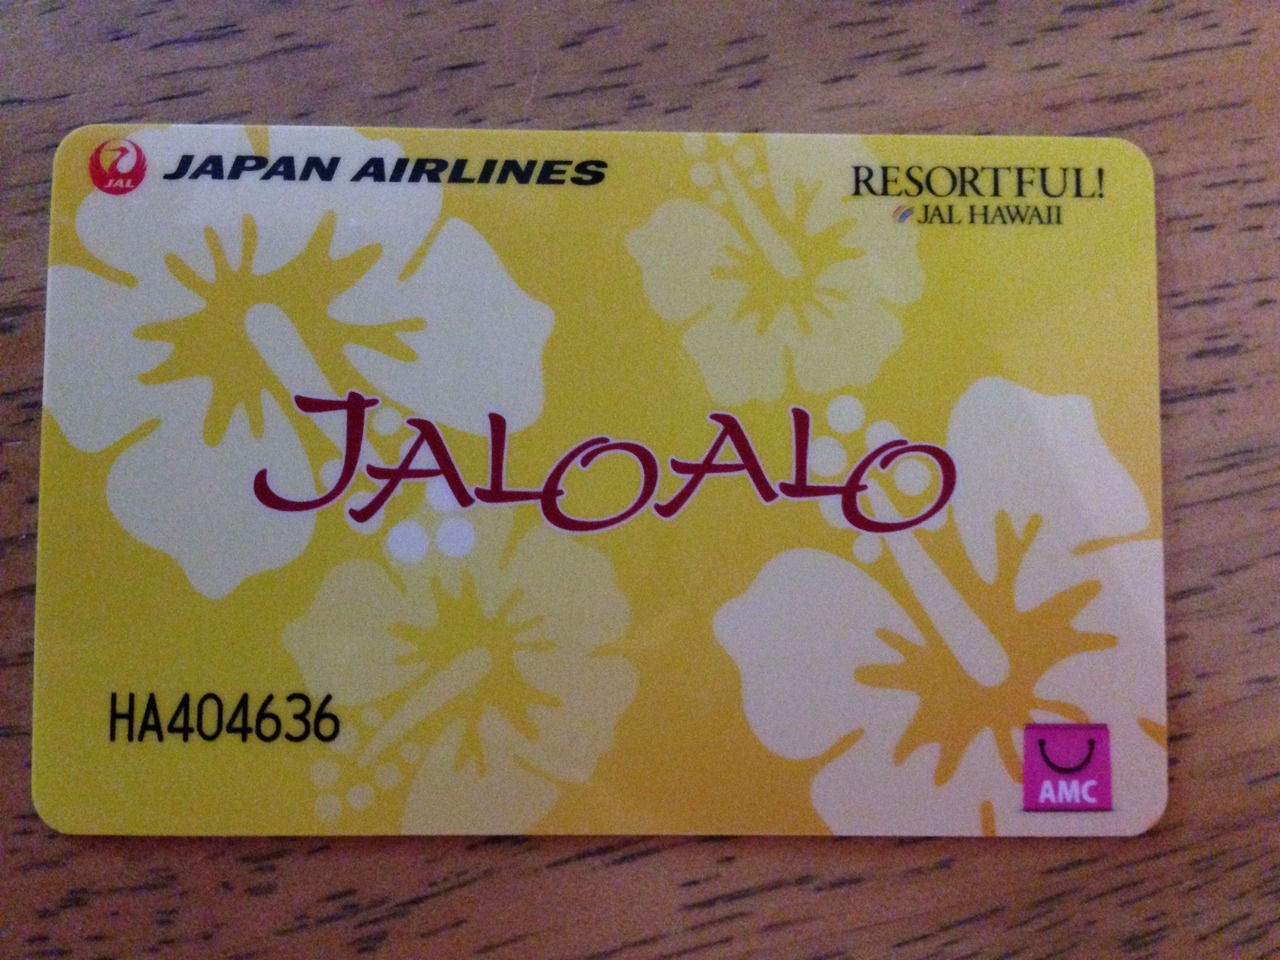 JAL
JAPAN AIRLINES
RESORTFUL!
JAL HAWAII
JALOALO
HA404636
AMC